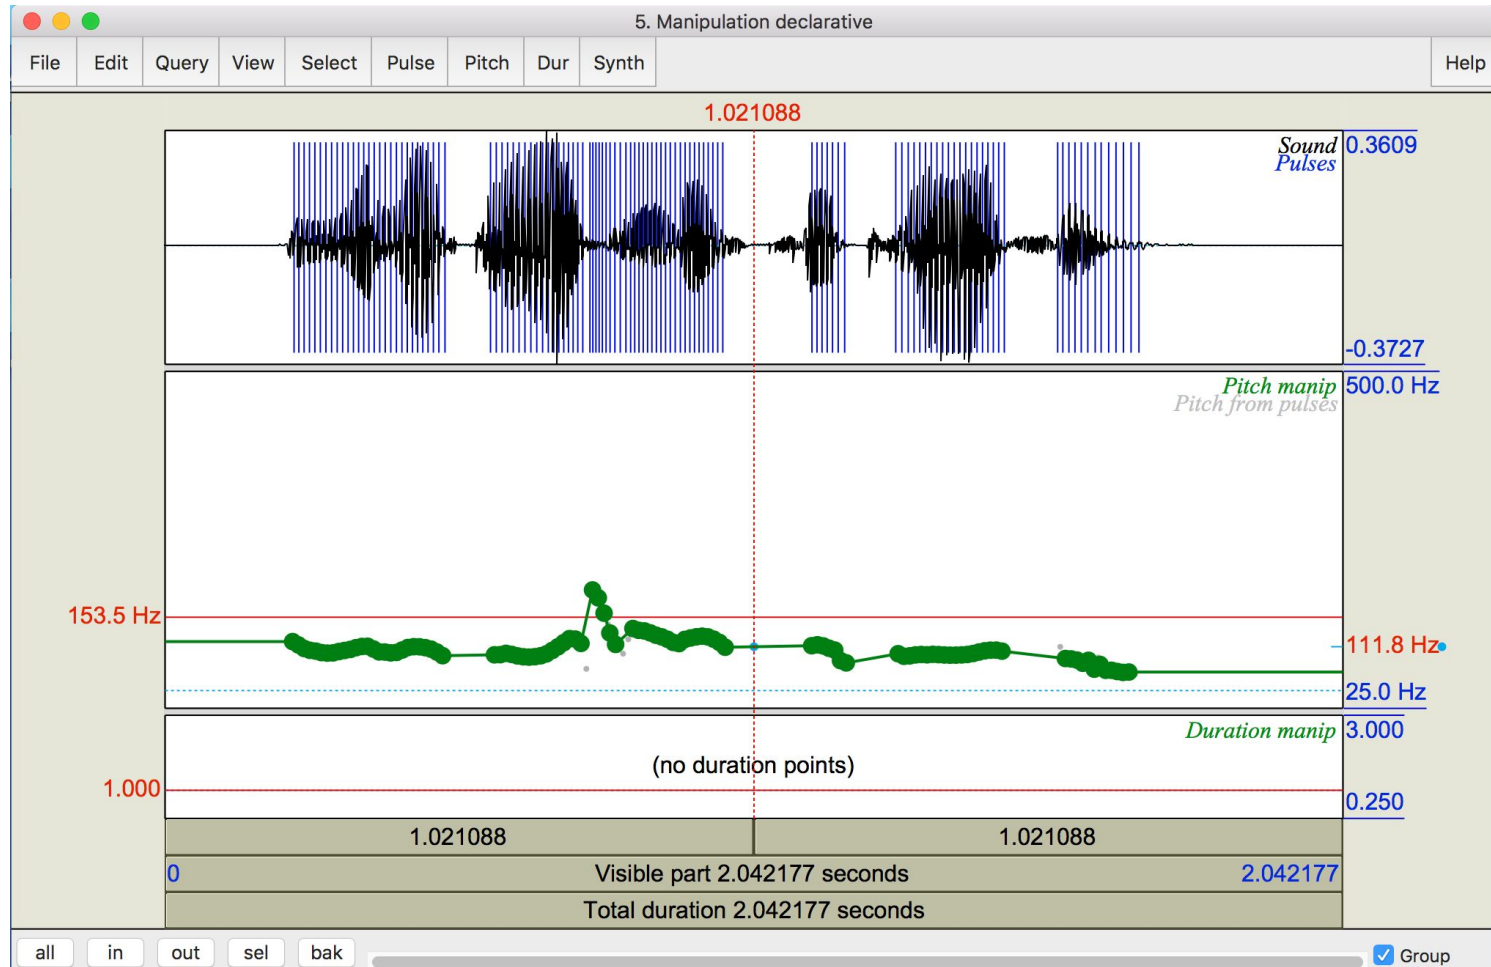 5. Manipulation declarative
File Edit Query View Select Pulse Pitch Dur Synth Help
1.021088
Sound 0.3609
Pulses
-0.3727
Pitch manip 500.0 Hz
Pitch from pulses
153.5 Hz
111.8 Hz
25.0 Hz
Duration manip 3.000
(no duration points)
1.000
0.250
1.021088 1.021088
0 Visible part 2.042177 seconds 2.042177
Total duration 2.042177 seconds
all in out sel bak Group